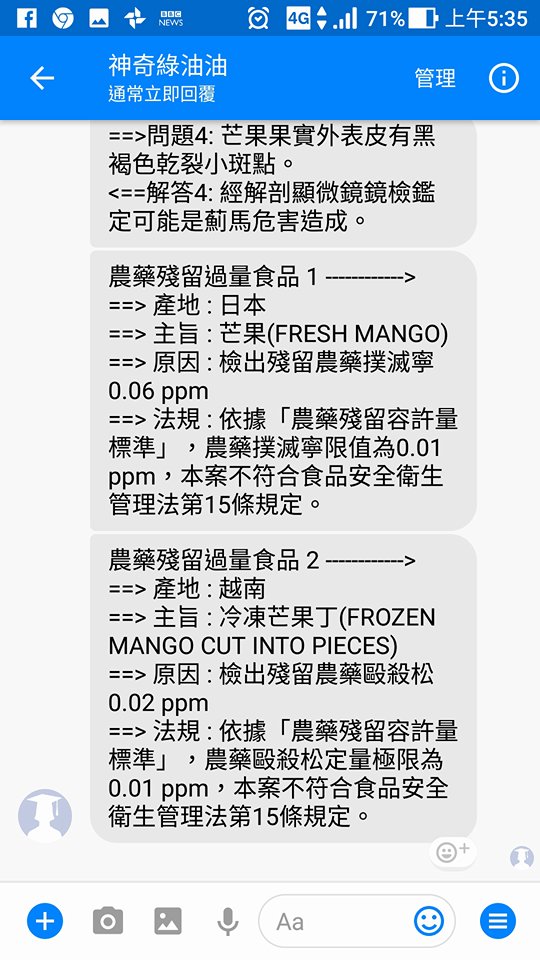 BBC
NEWS
4G
71%
上午5:35
神奇綠油油
通常立即回覆
管理
==>問題4: 芒果果實外表皮有黑
褐色乾裂小斑點。
<==解答4: 經解剖顯微鏡鏡檢鑑
定可能是薊馬危害造成。
農藥殘留過量食品 1 ------------>
==> 產地 : 日本
==> 主旨 : 芒果(FRESH MANGO)
==> 原因 : 檢出殘留農藥撲滅寧
0.06 ppm
==> 法規 : 依據「農藥殘留容許量
標準」，農藥撲滅寧限值為0.01
ppm，本案不符合食品安全衛生
管理法第15條規定。
農藥殘留過量食品 2 ------------>
==> 產地 : 越南
==> 主旨 : 冷凍芒果丁(FROZEN
MANGO CUT INTO PIECES)
==> 原因 : 檢出殘留農藥毆殺松
0.02 ppm
==> 法規 : 依據「農藥殘留容許量
標準」，農藥毆殺松定量極限為
0.01 ppm，本案不符合食品安全
衛生管理法第15條規定。
Aa